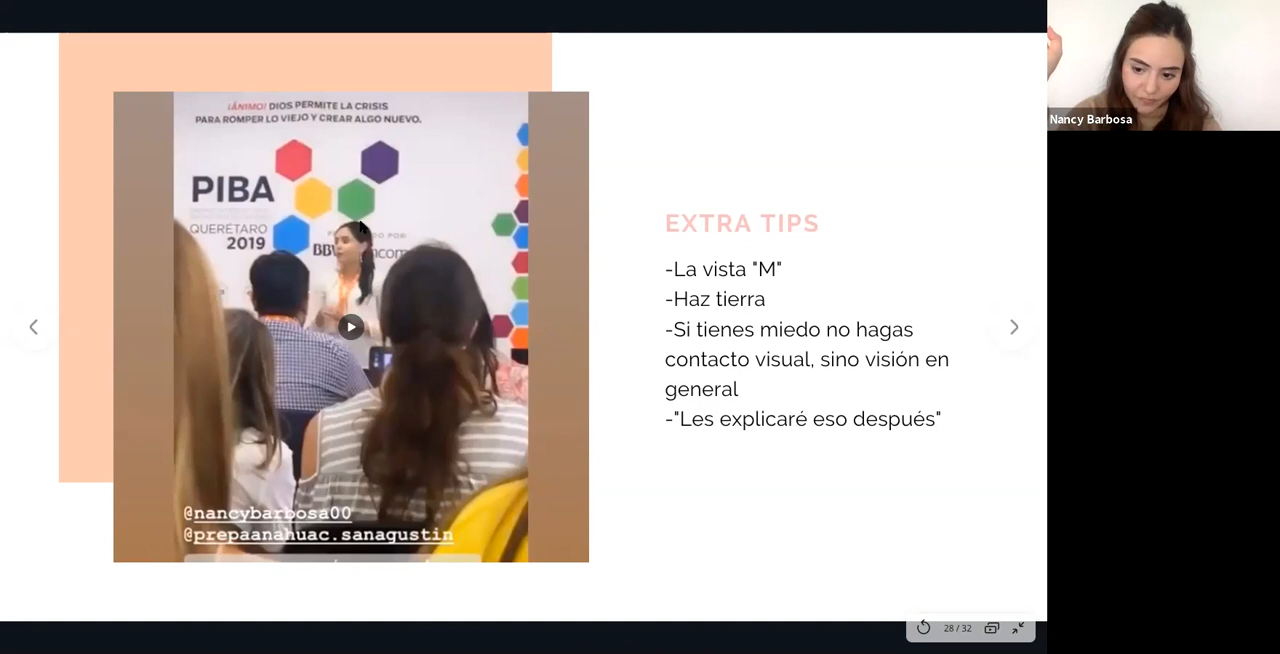 ¡ÁNIMO! DIOS PERMITE LA CRISIS
PARA ROMPER LO VIEJO Y CREAR ALGO NUEVO.
PIBA
QUERÉTARO
2019
POR:
@nancybarbosa00
@prepaanahuac.sanagustin
EXTRA TIPS
-La vista "M"
-Haz tierra
-Si tienes miedo no hagas
contacto visual, sino visión en
general
-"Les explicaré eso después"
Nancy Barbosa
28 / 32